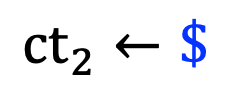 ct₂ ← $